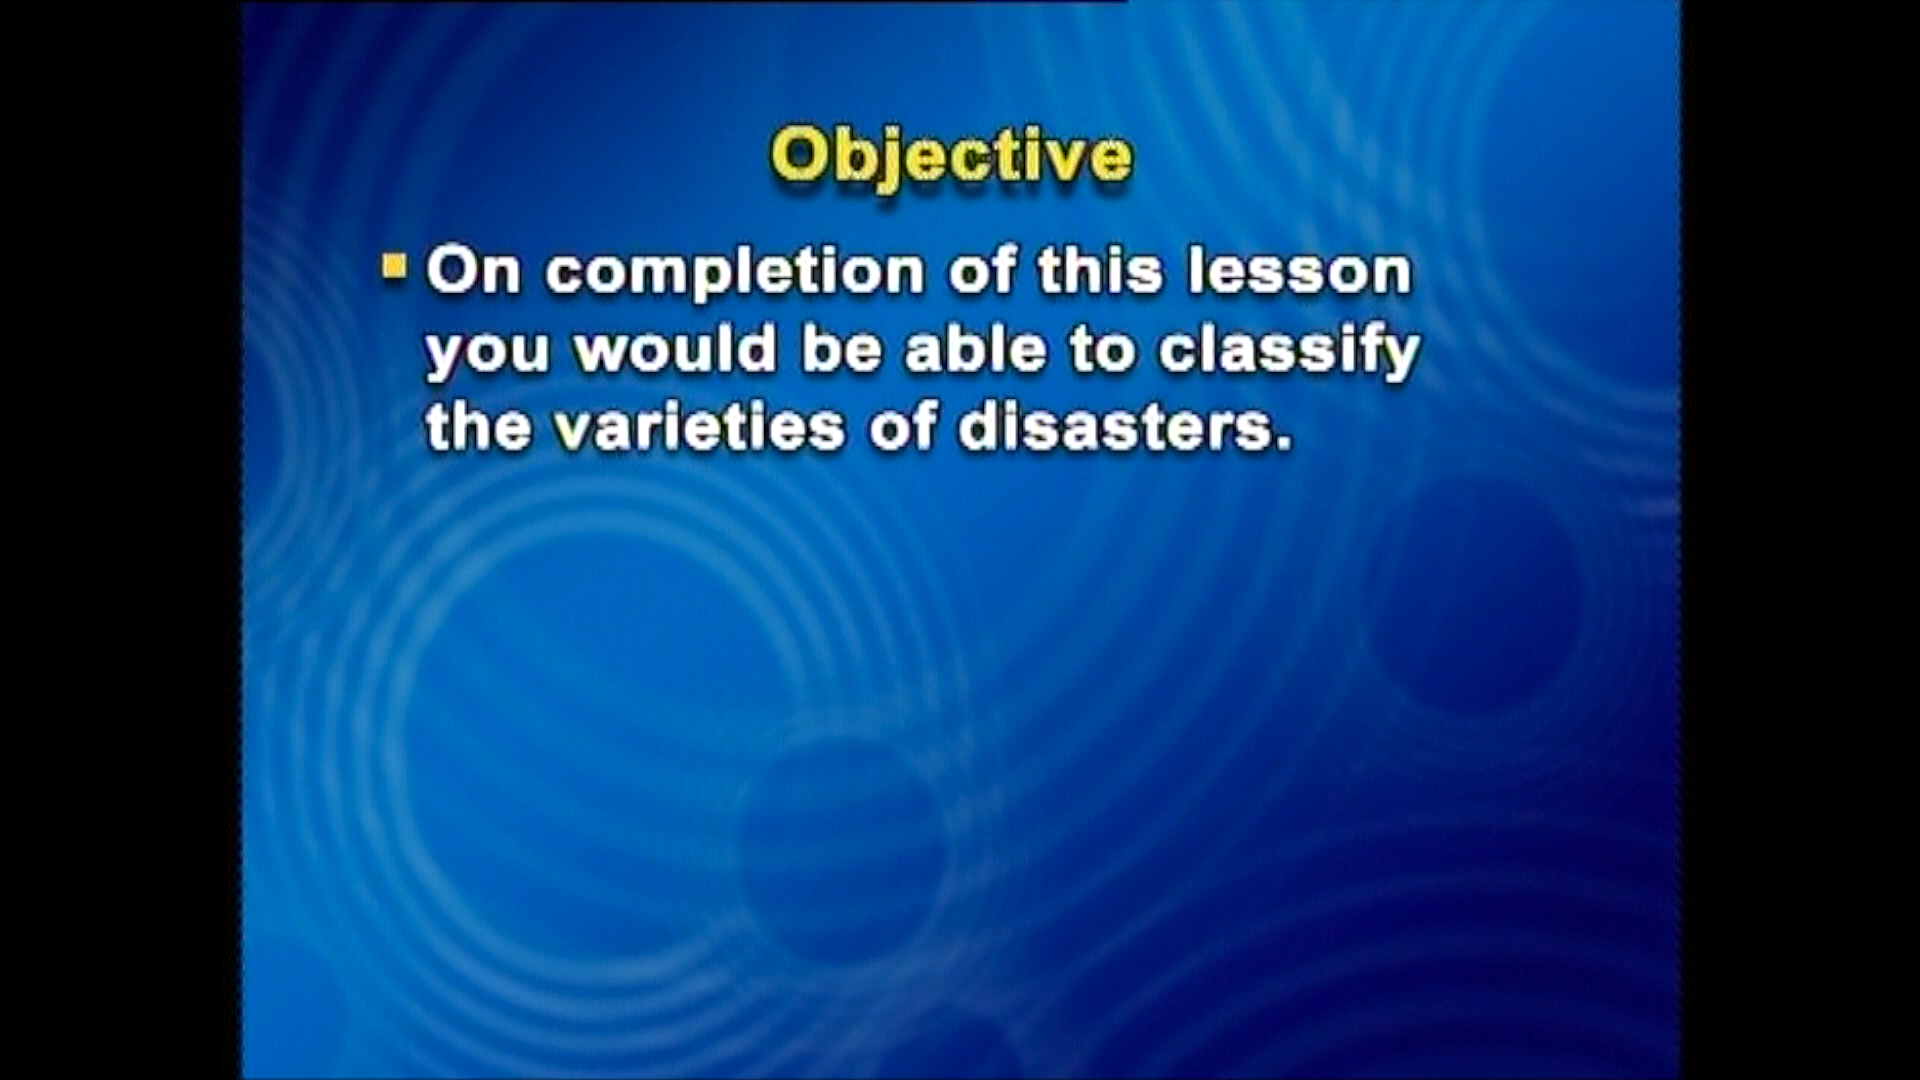 Objective
On completion of this lesson
you would be able to classify
the varieties of disasters.